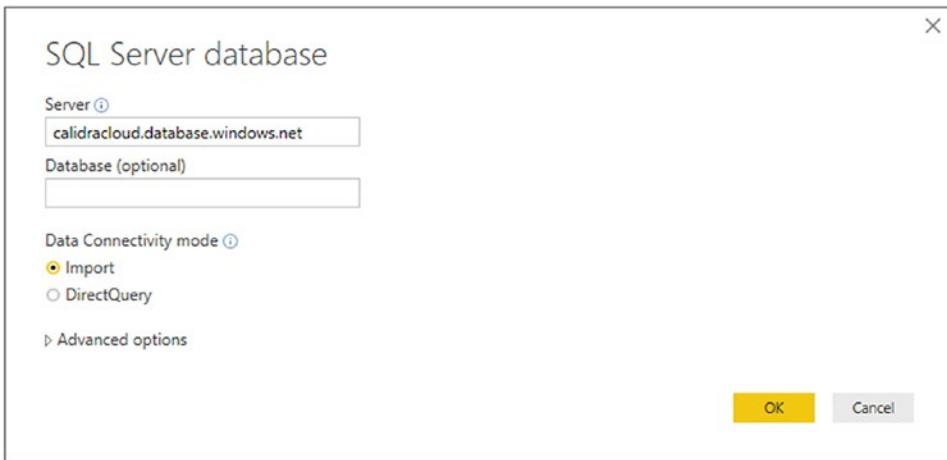 SQL Server database
Server
calidracloud.database.windows.net
Database (optional)
Data Connectivity mode
Import
DirectQuery
Advanced options
OK Cancel